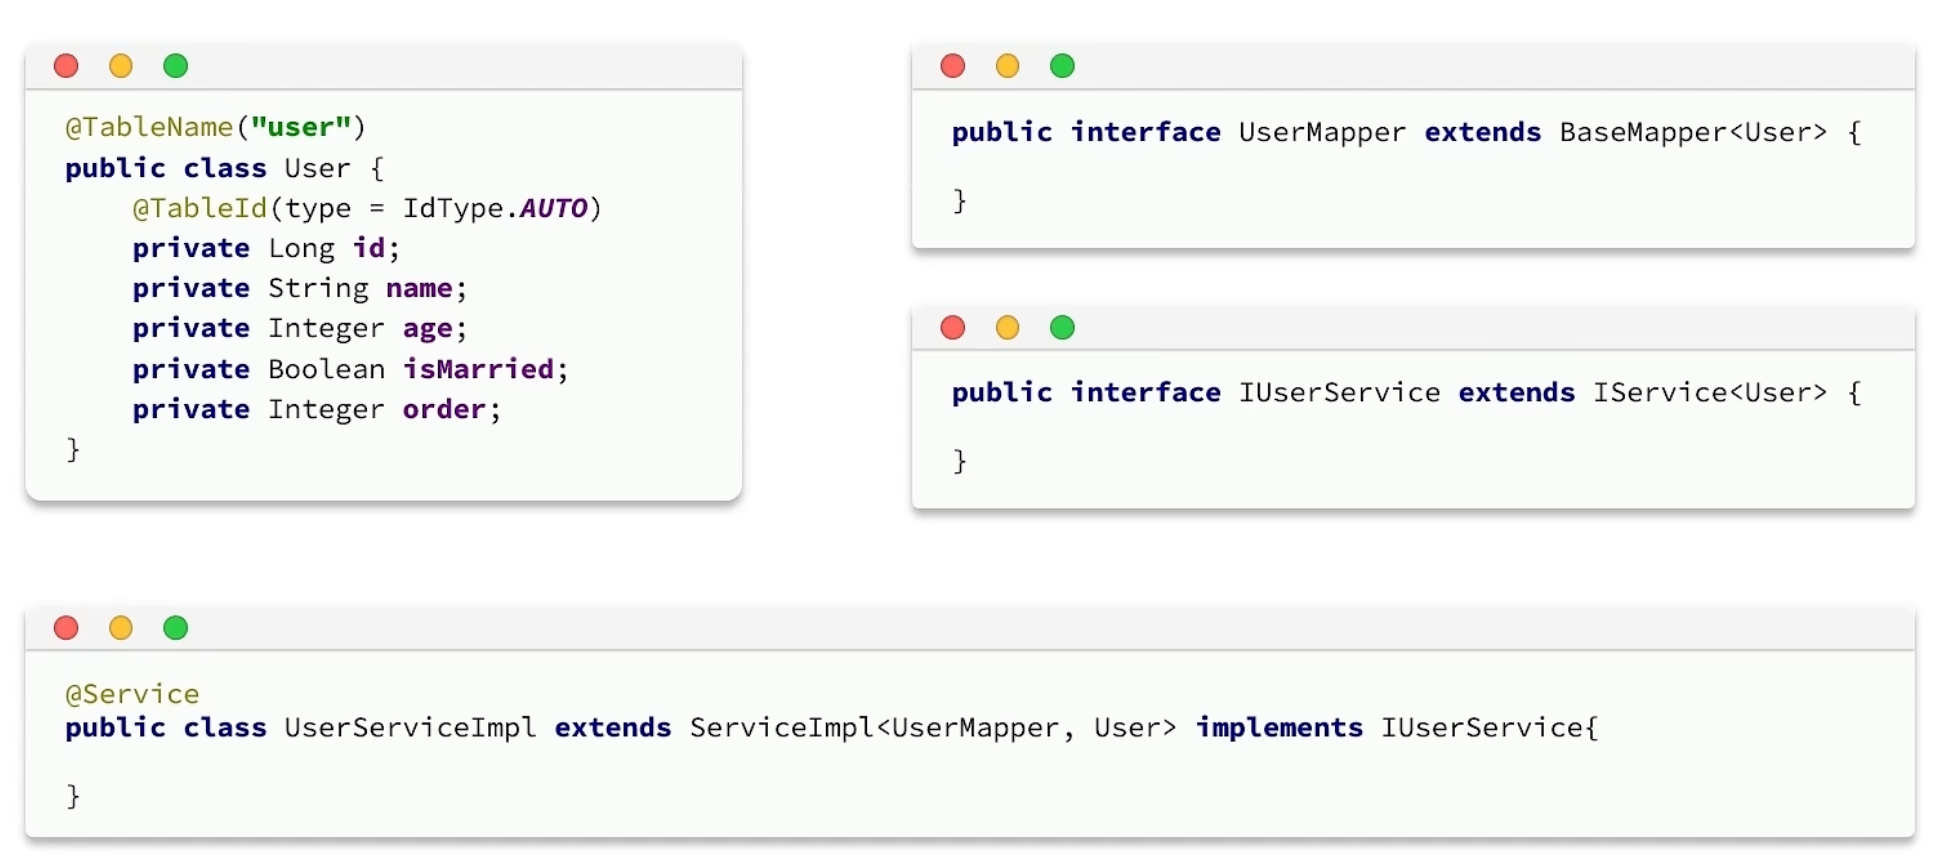 @TableName("user")
public class User {
    @TableId(type = IdType.AUTO)
    private Long id;
    private String name;
    private Integer age;
    private Boolean isMarried;
    private Integer order;
}
public interface UserMapper extends BaseMapper<User> {
}
public interface IUserService extends IService<User> {
}
@Service
public class UserServiceImpl extends ServiceImpl<UserMapper, User> implements IUserService{
}